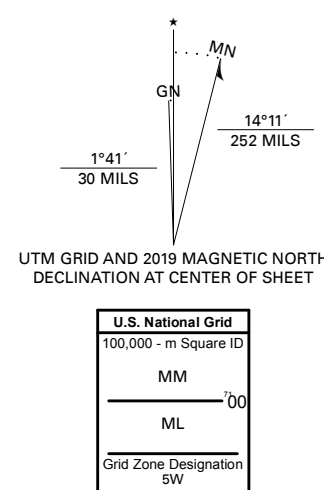 ★
MN
GN
14°11´
252 MILS
1°41´
30 MILS
UTM GRID AND 2019 MAGNETIC NORTH
DECLINATION AT CENTER OF SHEET
U.S. National Grid
100,000 - m Square ID
MM
7100
ML
Grid Zone Designation
5W